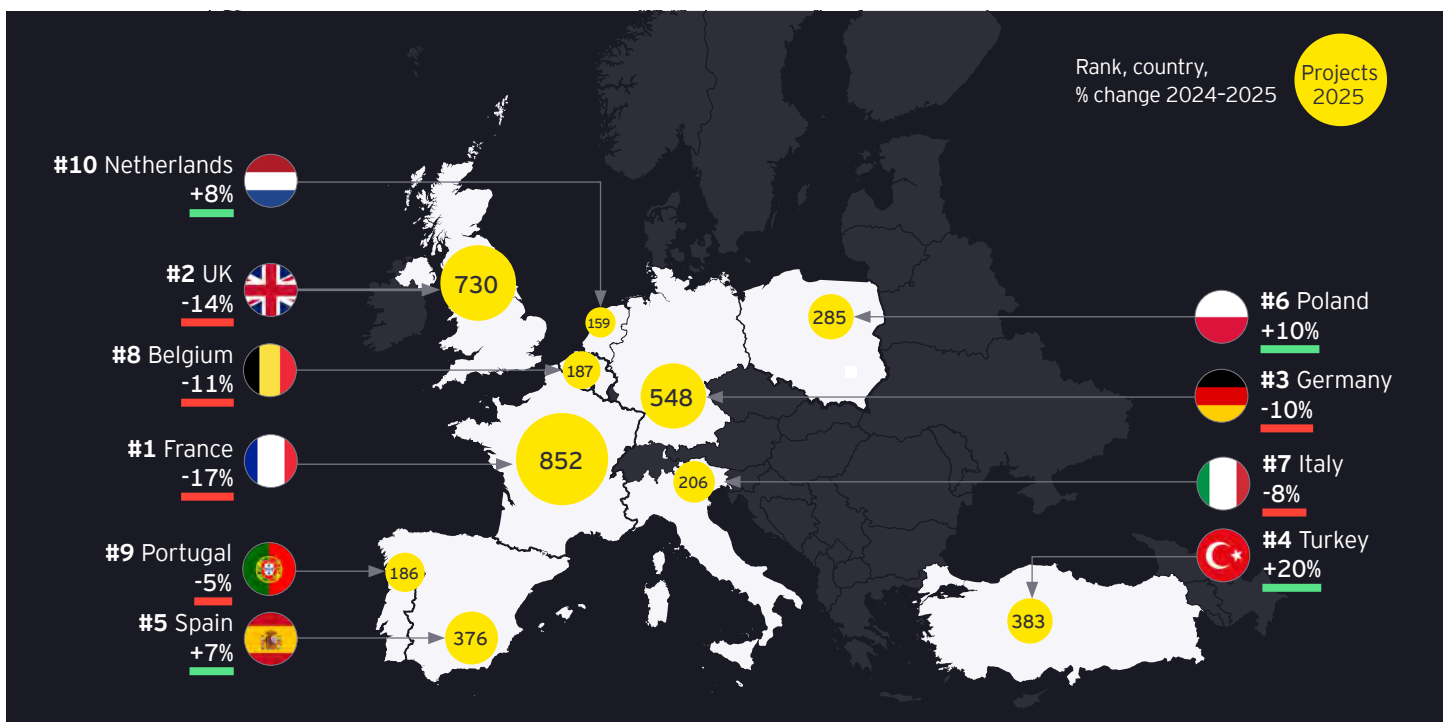 Rank, country,
% change 2024–2025
Projects
2025
#10 Netherlands
+8%
159
#2 UK
-14%
730
#8 Belgium
-11%
187
#1 France
-17%
852
#9 Portugal
-5%
186
#5 Spain
+7%
376
#6 Poland
+10%
285
#3 Germany
-10%
548
#7 Italy
-8%
206
#4 Turkey
+20%
383